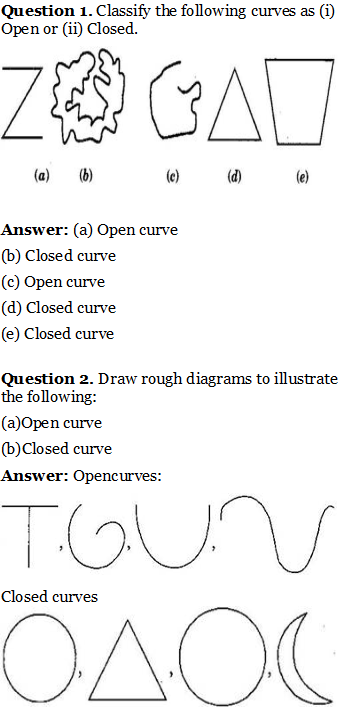 Question 1. Classify the following curves as (i)
Open or (ii) Closed.
(a) (b) (c) (d) (e)
Answer: (a) Open curve
(b) Closed curve
(c) Open curve
(d) Closed curve
(e) Closed curve
Question 2. Draw rough diagrams to illustrate
the following:
(a)Open curve
(b)Closed curve
Answer: Opencurves:
, , ,
Closed curves
, , ,